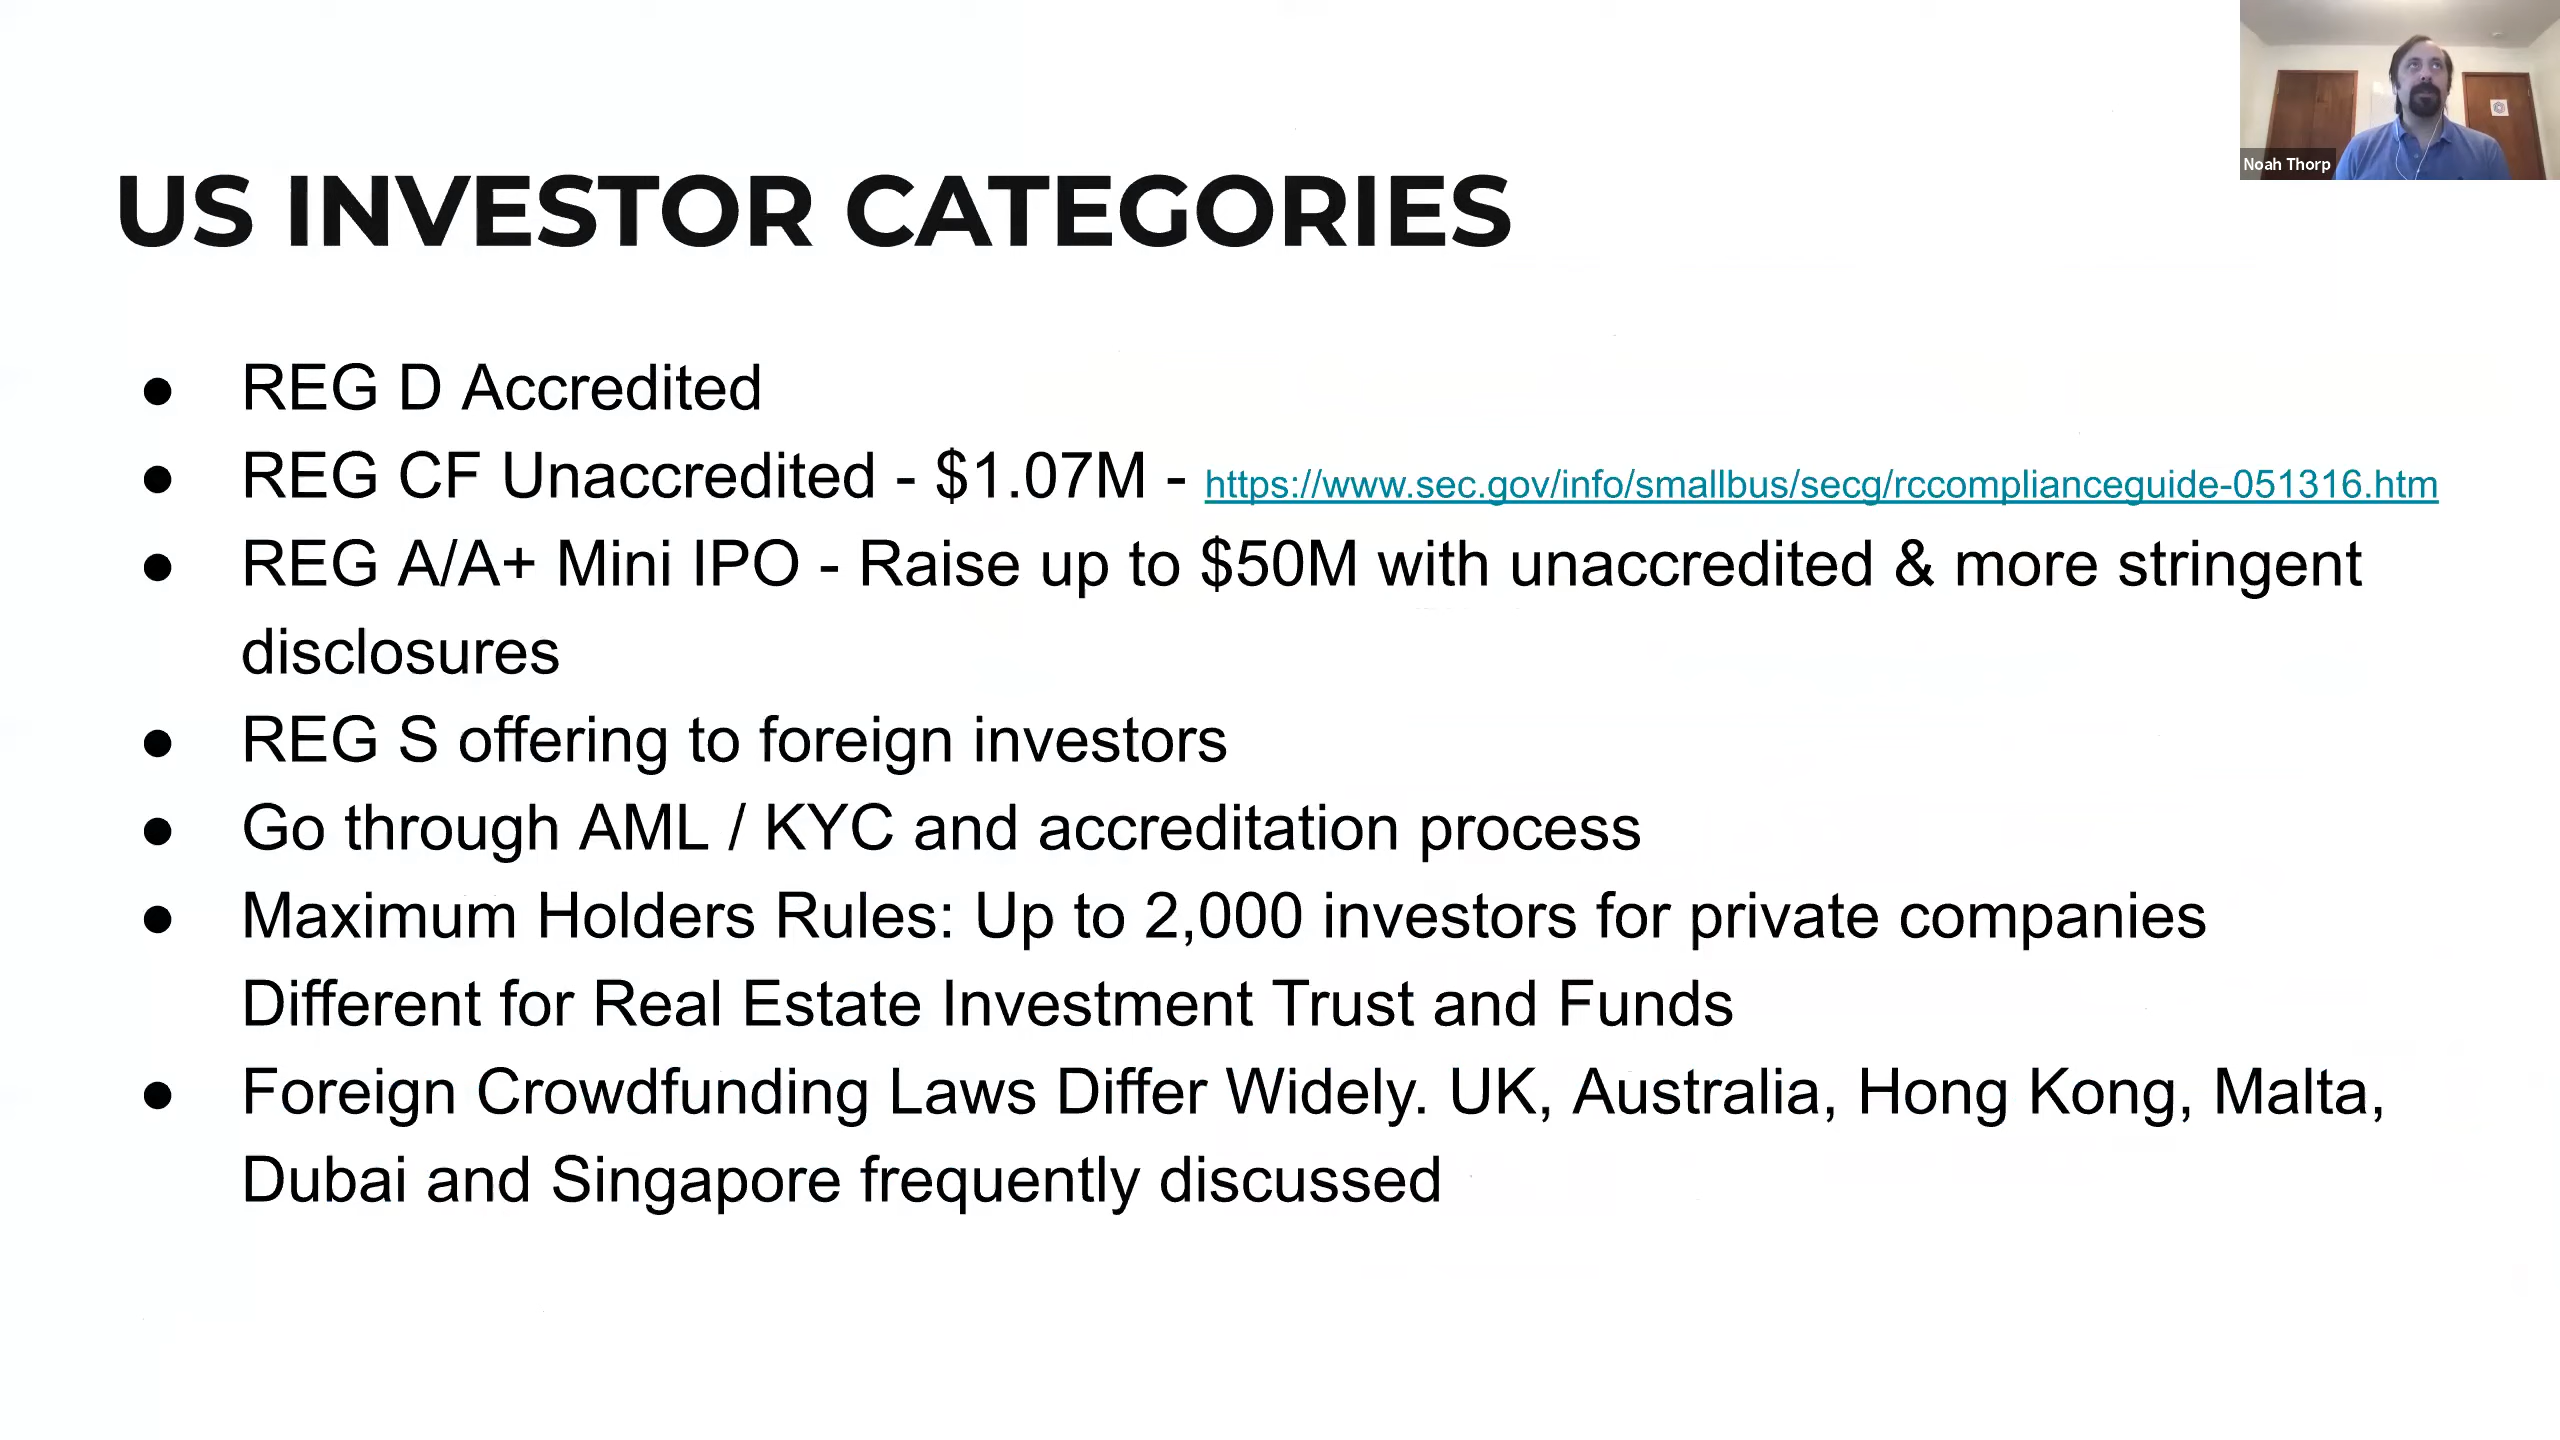 US INVESTOR CATEGORIES
● REG D Accredited
● REG CF Unaccredited - $1.07M - https://www.sec.gov/info/smallbus/secg/rccomplianceguide-051316.htm
● REG A/A+ Mini IPO - Raise up to $50M with unaccredited & more stringent
disclosures
● REG S offering to foreign investors
● Go through AML / KYC and accreditation process
● Maximum Holders Rules: Up to 2,000 investors for private companies
Different for Real Estate Investment Trust and Funds
● Foreign Crowdfunding Laws Differ Widely. UK, Australia, Hong Kong, Malta,
Dubai and Singapore frequently discussed
Noah Thorp